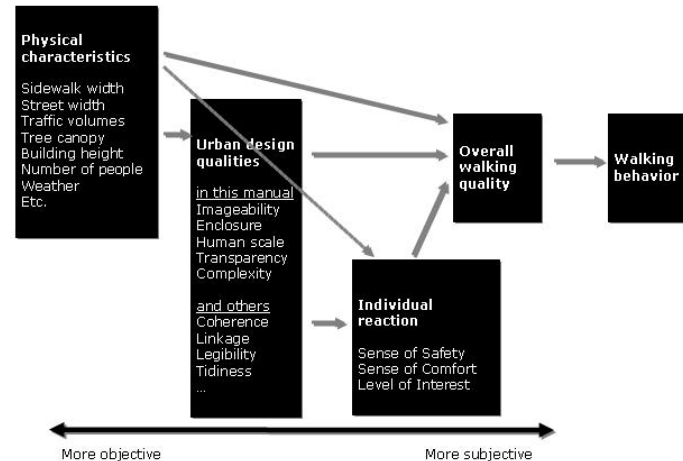 Physical
characteristics
Sidewalk width
Street width
Traffic volumes
Tree canopy
Building height
Number of people
Weather
Etc.
Urban design
qualities
in this manual
Imageability
Enclosure
Human scale
Transparency
Complexity
and others
Coherence
Linkage
Legibility
Tidiness
...
Individual
reaction
Sense of Safety
Sense of Comfort
Level of Interest
Overall
walking
quality
Walking
behavior
More objective
More subjective